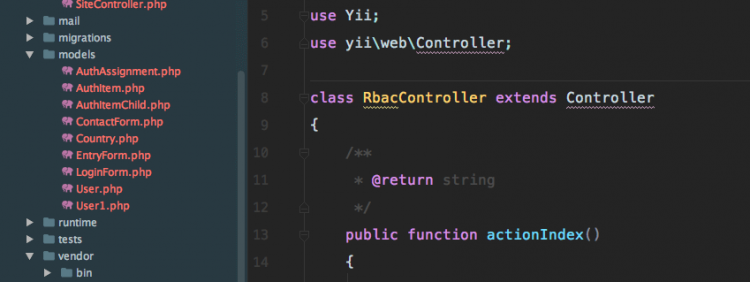 SiteController.php
mail
migrations
models
AuthAssignment.php
AuthItem.php
AuthItemChild.php
ContactForm.php
Country.php
EntryForm.php
LoginForm.php
User.php
User1.php
runtime
tests
vendor
bin
5 use Yii;
6 use yii\web\Controller;
7
8 class RbacController extends Controller
9 {
10 /**
11 * @return string
12 */
13 public function actionIndex()
14 {